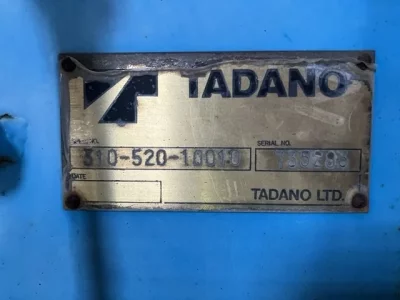 TADANO
SERIAL NO.
310-520-10010
DATE
TADANO LTD.